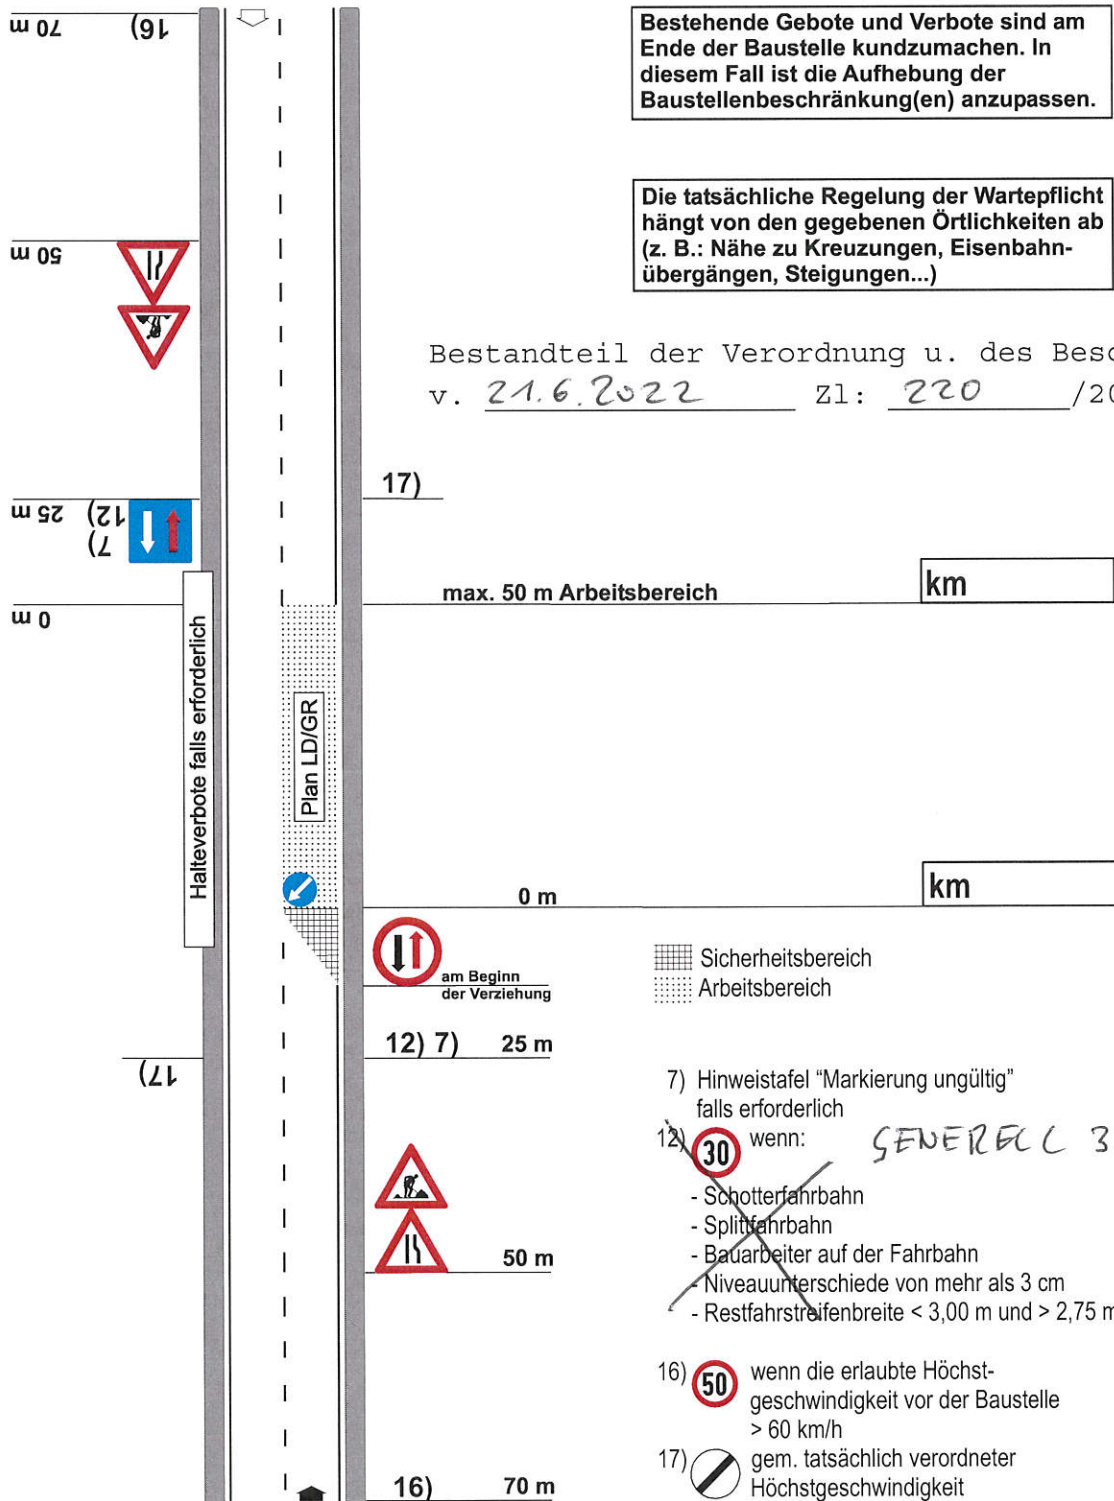 70 m
16)
Bestehende Gebote und Verbote sind am
Ende der Baustelle kundzumachen. In
diesem Fall ist die Aufhebung der
Baustellenbeschränkung(en) anzupassen.
Die tatsächliche Regelung der Wartepflicht
hängt von den gegebenen Örtlichkeiten ab
(z. B.: Nähe zu Kreuzungen, Eisenbahn-
übergängen, Steigungen...)
50 m
Bestandteil der Verordnung u. des
v. 21.6.2022 Zl: 220 /20
17)
25 m
12)
7)
max. 50 m Arbeitsbereich
km
0 m
Halteverbote falls erforderlich
Plan LD/GR
0 m
km
am Beginn
der Verziehung
Sicherheitsbereich
Arbeitsbereich
12) 7) 25 m
17)
7) Hinweistafel "Markierung ungültig"
falls erforderlich
12) 30 wenn: GENERELL 3
- Schotterfahrbahn
- Splittfahrbahn
- Bauarbeiter auf der Fahrbahn
- Niveauunterschiede von mehr als 3 cm
- Restfahrstreifenbreite < 3,00 m und > 2,75 m
50 m
16) 50 wenn die erlaubte Höchst-
geschwindigkeit vor der Baustelle
> 60 km/h
17) gem. tatsächlich verordneter
Höchstgeschwindigkeit
16) 70 m